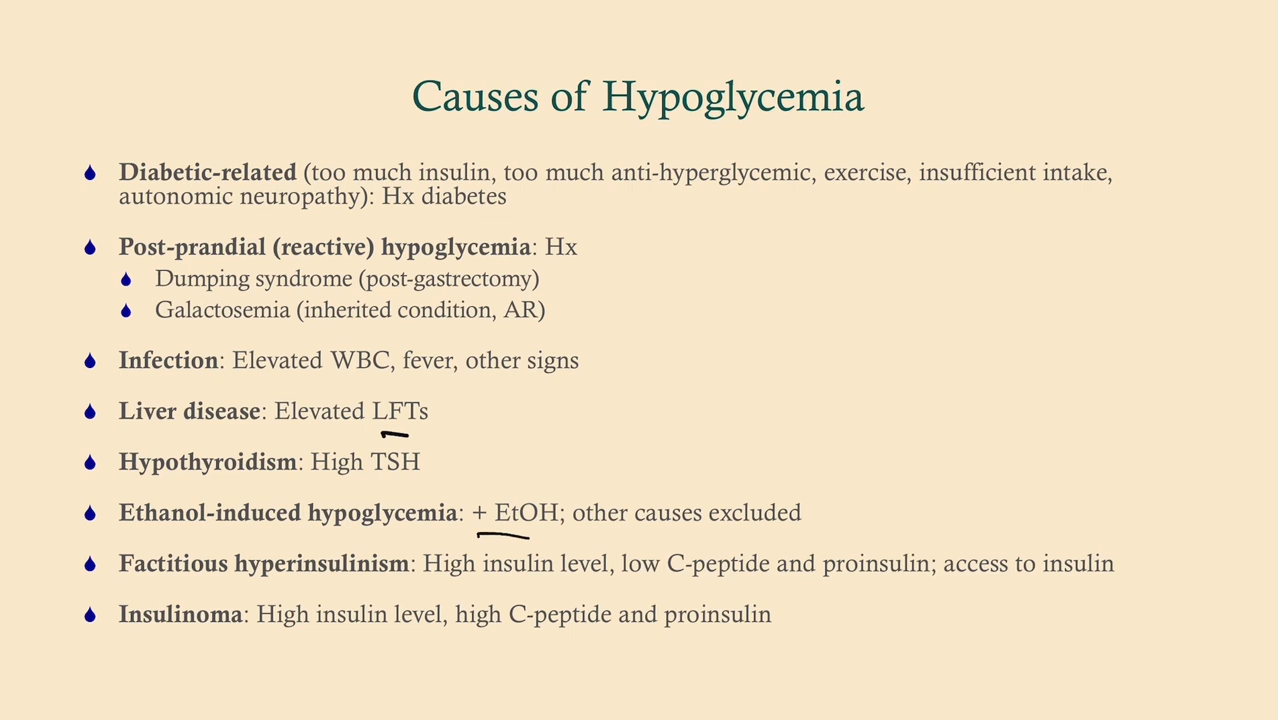 Causes of Hypoglycemia
Diabetic-related (too much insulin, too much anti-hyperglycemic, exercise, insufficient intake,
autonomic neuropathy): Hx diabetes
Post-prandial (reactive) hypoglycemia: Hx
Dumping syndrome (post-gastrectomy)
Galactosemia (inherited condition, AR)
Infection: Elevated WBC, fever, other signs
Liver disease: Elevated LFTs
Hypothyroidism: High TSH
Ethanol-induced hypoglycemia: + EtOH; other causes excluded
Factitious hyperinsulinism: High insulin level, low C-peptide and proinsulin; access to insulin
Insulinoma: High insulin level, high C-peptide and proinsulin